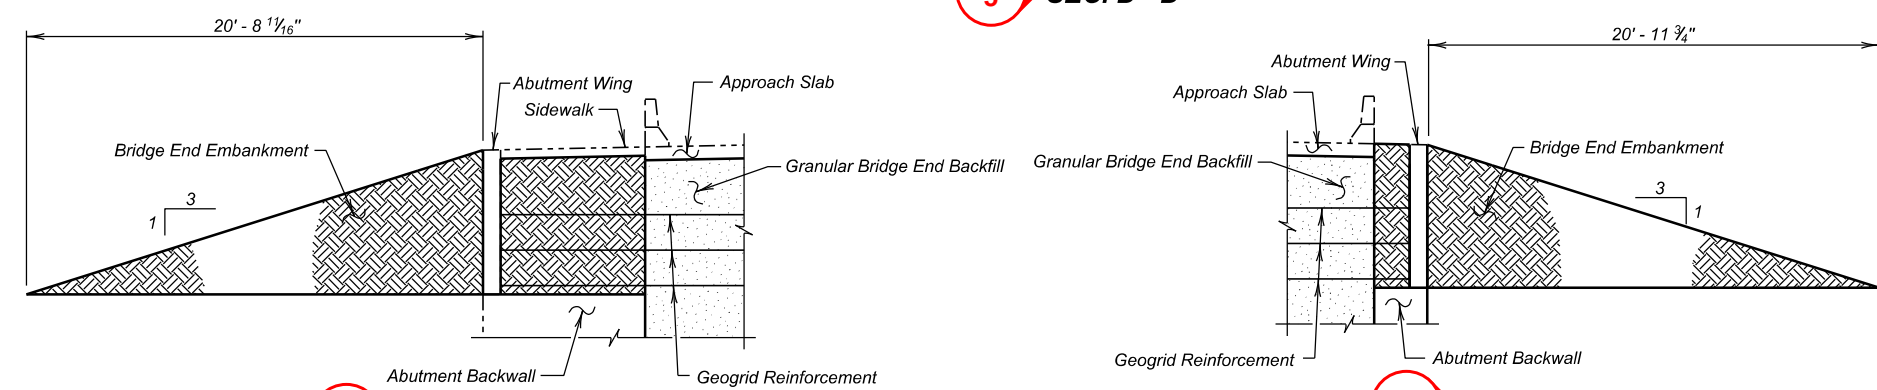 20' - 8 11/16"
Abutment Wing
Sidewalk
Approach Slab
Bridge End Embankment
Granular Bridge End Backfill
3
1
Abutment Backwall
Geogrid Reinforcement
20' - 11 3/4"
Abutment Wing
Approach Slab
Granular Bridge End Backfill
Bridge End Embankment
3
1
Geogrid Reinforcement
Abutment Backwall